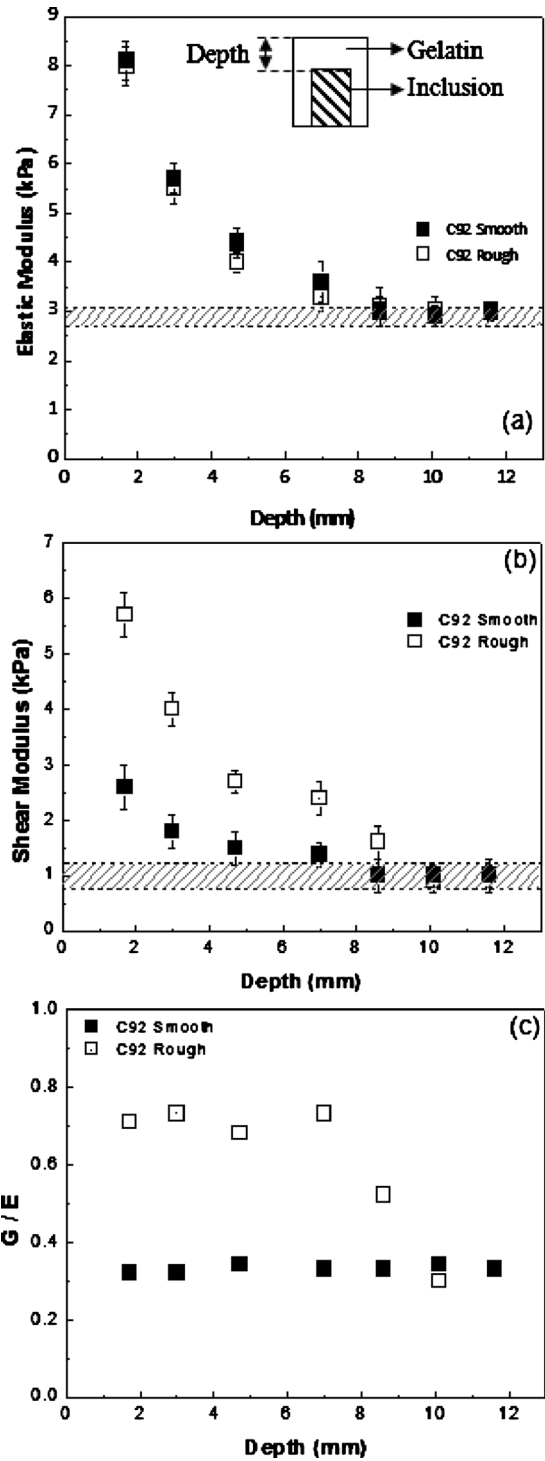 9
8
7
6
5
4
3
2
1
0
Elastic Modulus (kPa)
Depth
Gelatin
Inclusion
C92 Smooth
C92 Rough
(a)
0 2 4 6 8 10 12
Depth (mm)
7
6
5
4
3
2
1
0
Shear Modulus (kPa)
(b)
C92 Smooth
C92 Rough
0 2 4 6 8 10 12
Depth (mm)
1.0
0.8
0.6
0.4
0.2
0.0
G / E
C92 Smooth
C92 Rough
(c)
0 2 4 6 8 10 12
Depth (mm)